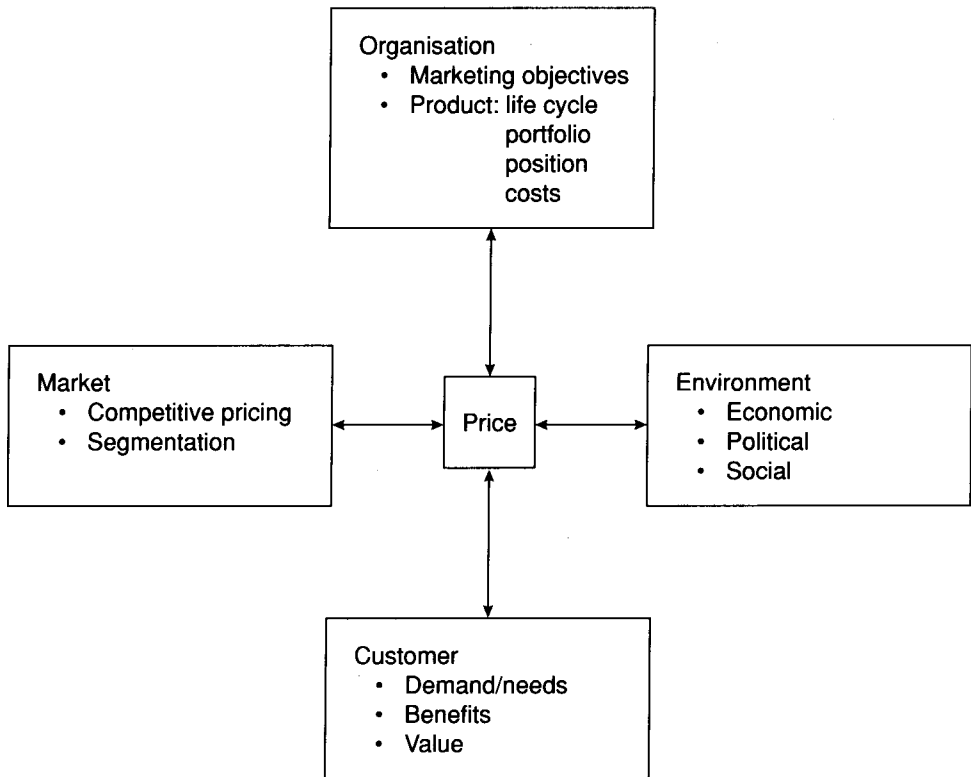 Organisation
• Marketing objectives
• Product: life cycle
portfolio
position
costs
Market
• Competitive pricing
• Segmentation
Price
Environment
• Economic
• Political
• Social
Customer
• Demand/needs
• Benefits
• Value